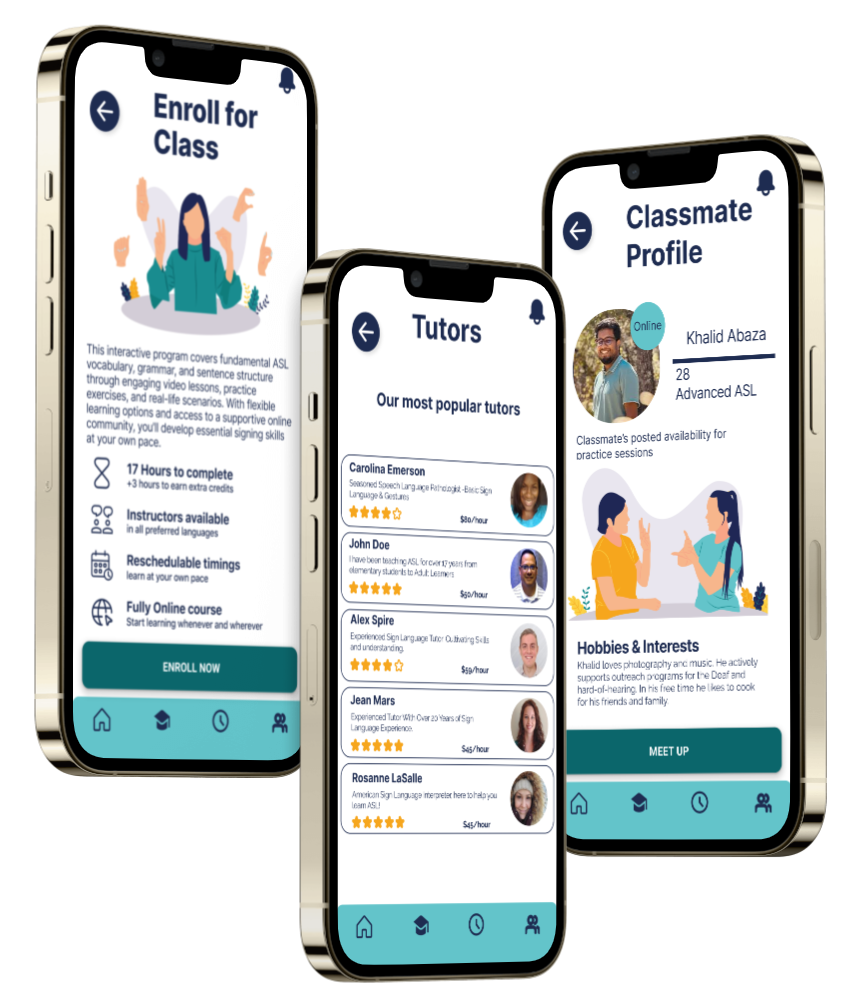 Enroll for
Class
This interactive program covers fundamental ASL
vocabulary, grammar, and sentence structure
through engaging video lessons, practice
exercises, and real-life scenarios. With flexible
learning options and access to a supportive online
community, you'll develop essential signing skills
at your own pace.
17 Hours to complete
+3 hours to earn extra credits
Instructors available
in all preferred languages
Reschedulable timings
learn at your own pace
Fully Online course
Start learning whenever and wherever
ENROLL NOW
Tutors
Our most popular tutors
Carolina Emerson
Seasoned Speech Language Pathologist -Basic Sign
Language & Gestures
$80/hour
John Doe
I have been teaching ASL for over 17 years from
elementary students to Adult Learners
$50/hour
Alex Spire
Experienced Sign Language Tutor Cultivating Skills
and understanding.
$59/hour
Jean Mars
Experienced Tutor With Over 20 Years of Sign
Language Experience.
$45/hour
Rosanne LaSalle
American Sign Language Interpreter here to help you
learn ASL!
$45/hour
Classmate
Profile
Online
Khalid Abaza
28
Advanced ASL
Classmate's posted availability for
practice sessions
Hobbies & Interests
Khalid loves photography and music. He actively
supports outreach programs for the Deaf and
hard-of-hearing. In his free time he likes to cook
for his friends and family
MEET UP